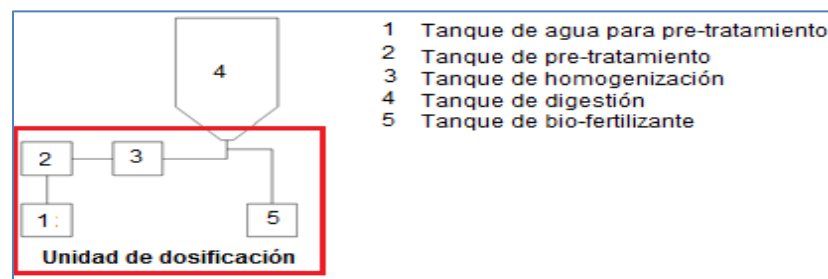 4
2
3
1:
5
Unidad de dosificación
1 Tanque de agua para pre-tratamiento
2 Tanque de pre-tratamiento
3 Tanque de homogenización
4 Tanque de digestión
5 Tanque de bio-fertilizante